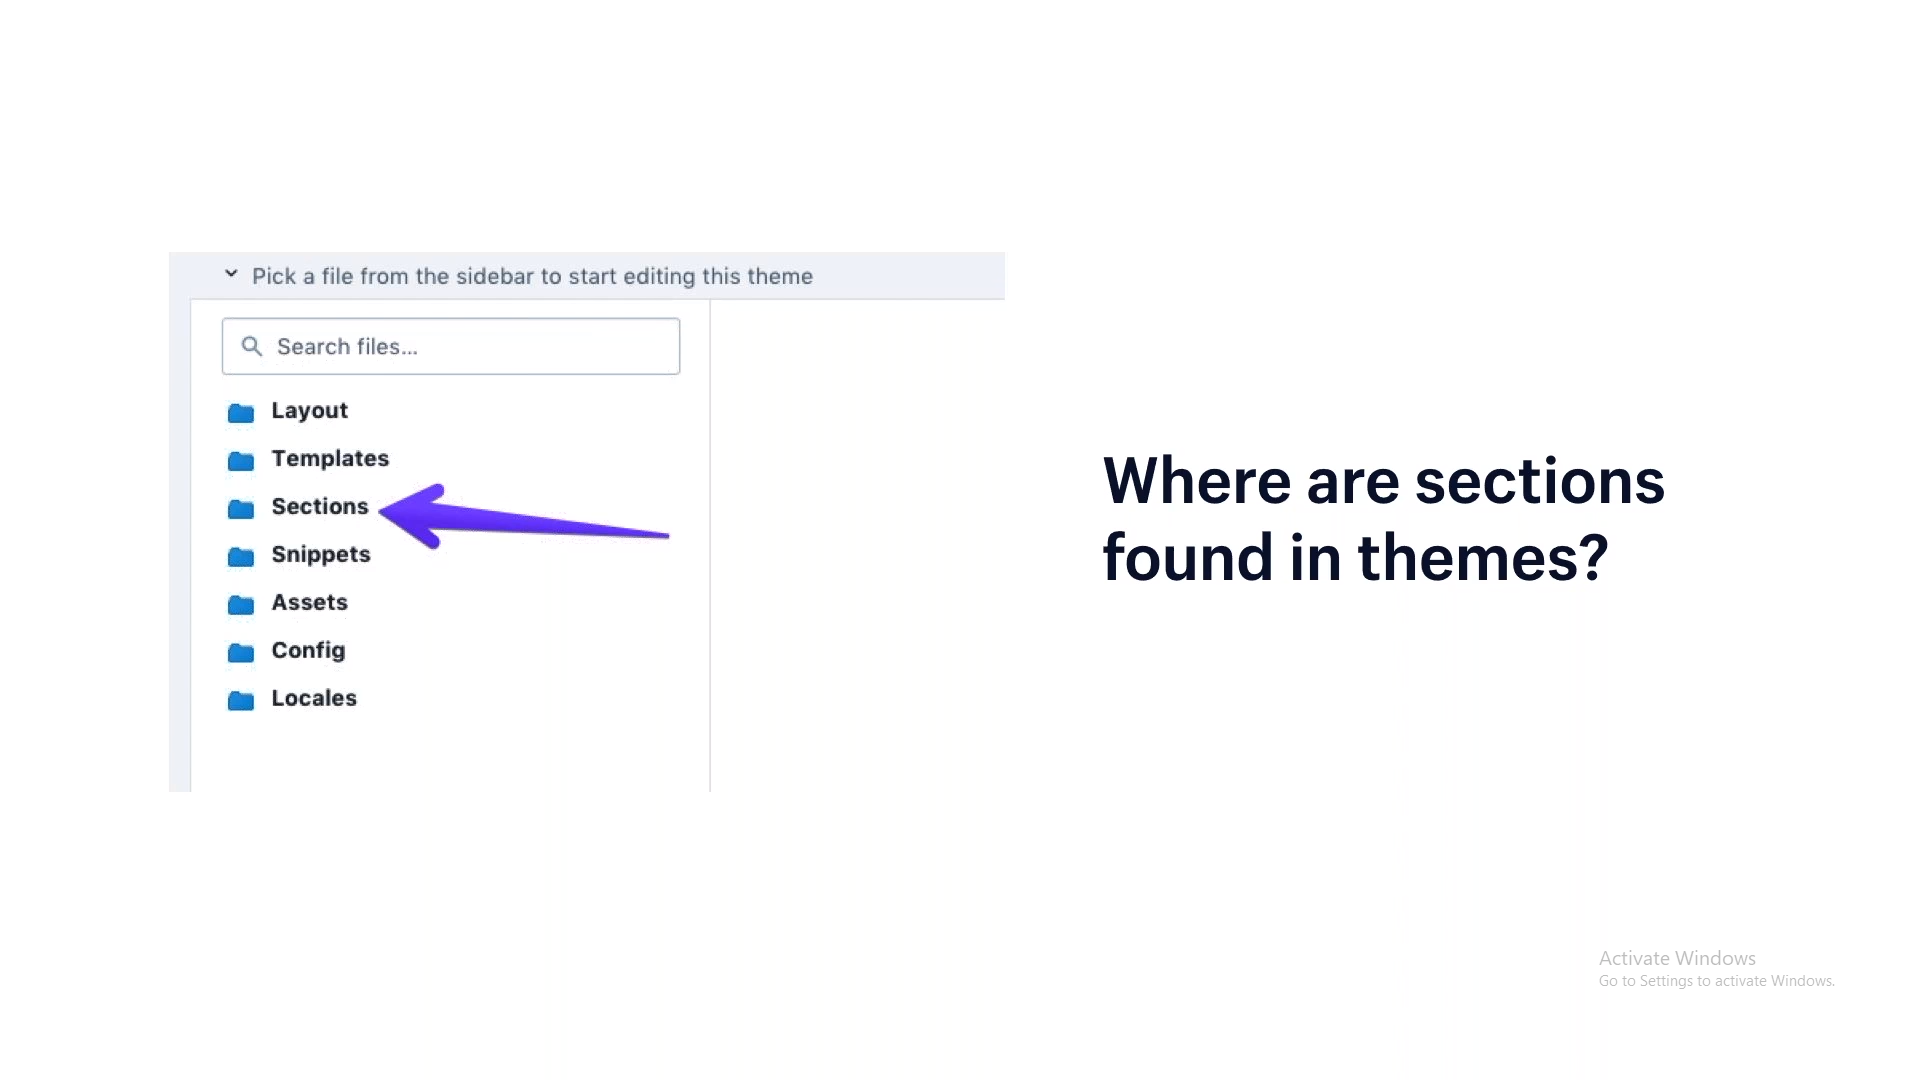 Pick a file from the sidebar to start editing this theme
Search files...
Layout
Templates
Sections
Snippets
Assets
Config
Locales
Where are sections
found in themes?
Activate Windows
Go to Settings to activate Windows.